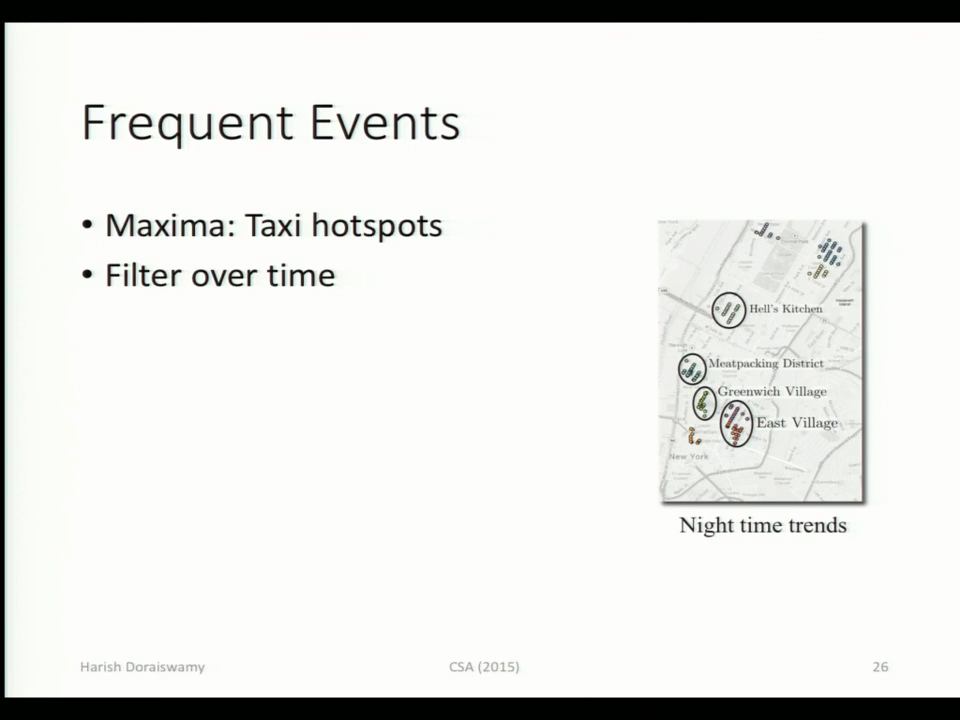 Frequent Events
• Maxima: Taxi hotspots
• Filter over time
Hell's Kitchen
Meatpacking District
Greenwich Village
East Village
New York
Night time trends
Harish Doraiswamy
CSA (2015)
26